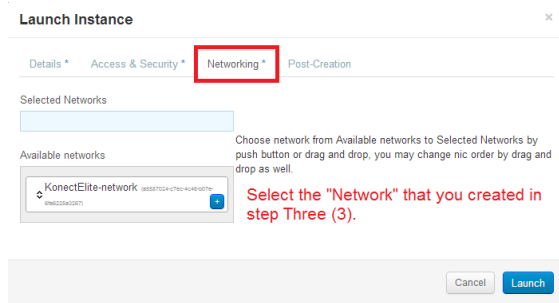 Launch Instance ×
Details * Access & Security * Networking * Post-Creation
Selected Networks
Choose network from Available networks to Selected Networks by
push button or drag and drop, you may change nic order by drag and
drop as well.
Available networks
KonectElite-network
+
Select the "Network" that you created in
step Three (3).
Cancel Launch